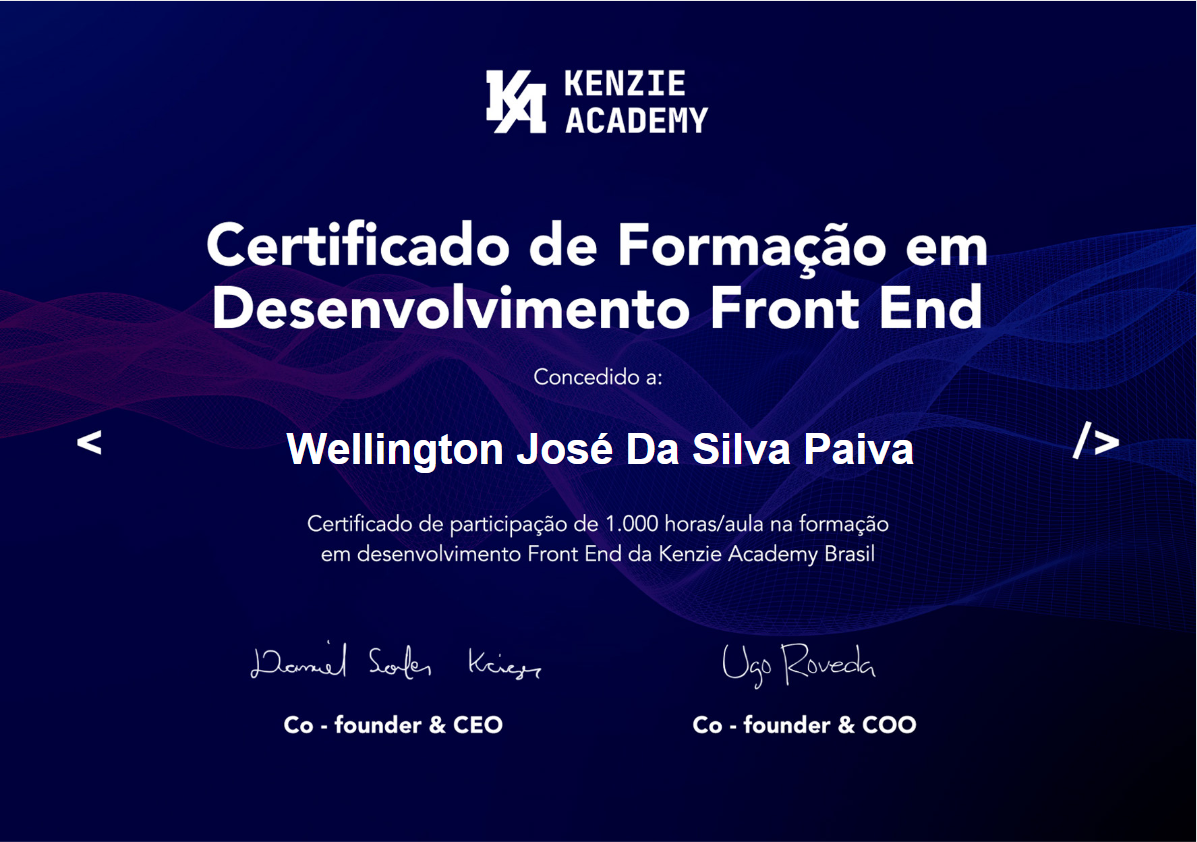 KENZIE
ACADEMY
Certificado de Formação em
Desenvolvimento Front End
Concedido a:
< Wellington José Da Silva Paiva />
Certificado de participação de 1.000 horas/aula na formação
em desenvolvimento Front End da Kenzie Academy Brasil
Daniel Ugo Roveda
Co - founder & CEO Co - founder & COO